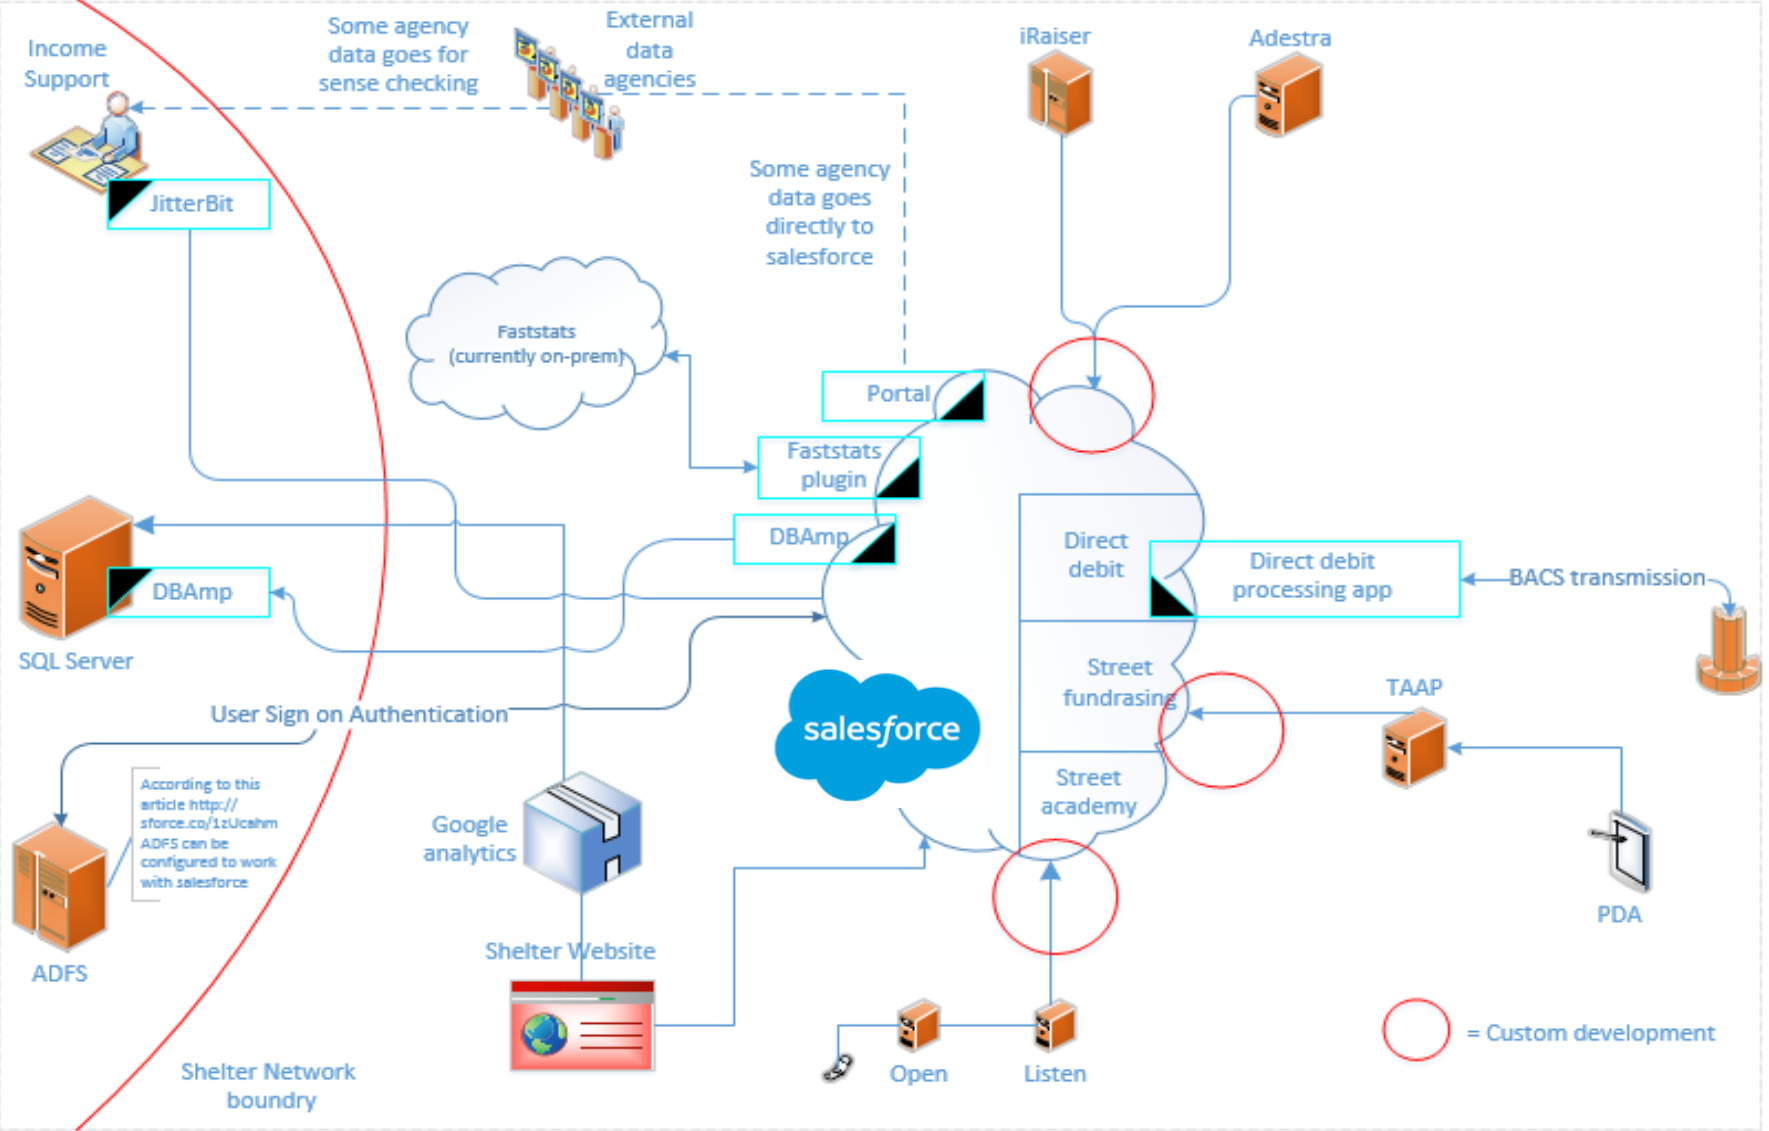 Income
Support
Some agency
data goes for
sense checking
External
data
agencies
iRaiser
Adestra
JitterBit
Some agency
data goes
directly to
salesforce
Faststats
(currently on-prem)
Portal
Faststats
plugin
DBAmp
Direct
debit
Direct debit
processing app
BACS transmission
DBAmp
SQL Server
Street
fundrasing
TAAP
User Sign on Authentication
salesforce
Street
academy
According to this
article http://
sforce.co/1zUcahm
ADFS can be
configured to work
with salesforce
Google
analytics
PDA
ADFS
Shelter Website
Shelter Network
boundry
Open
Listen
= Custom development